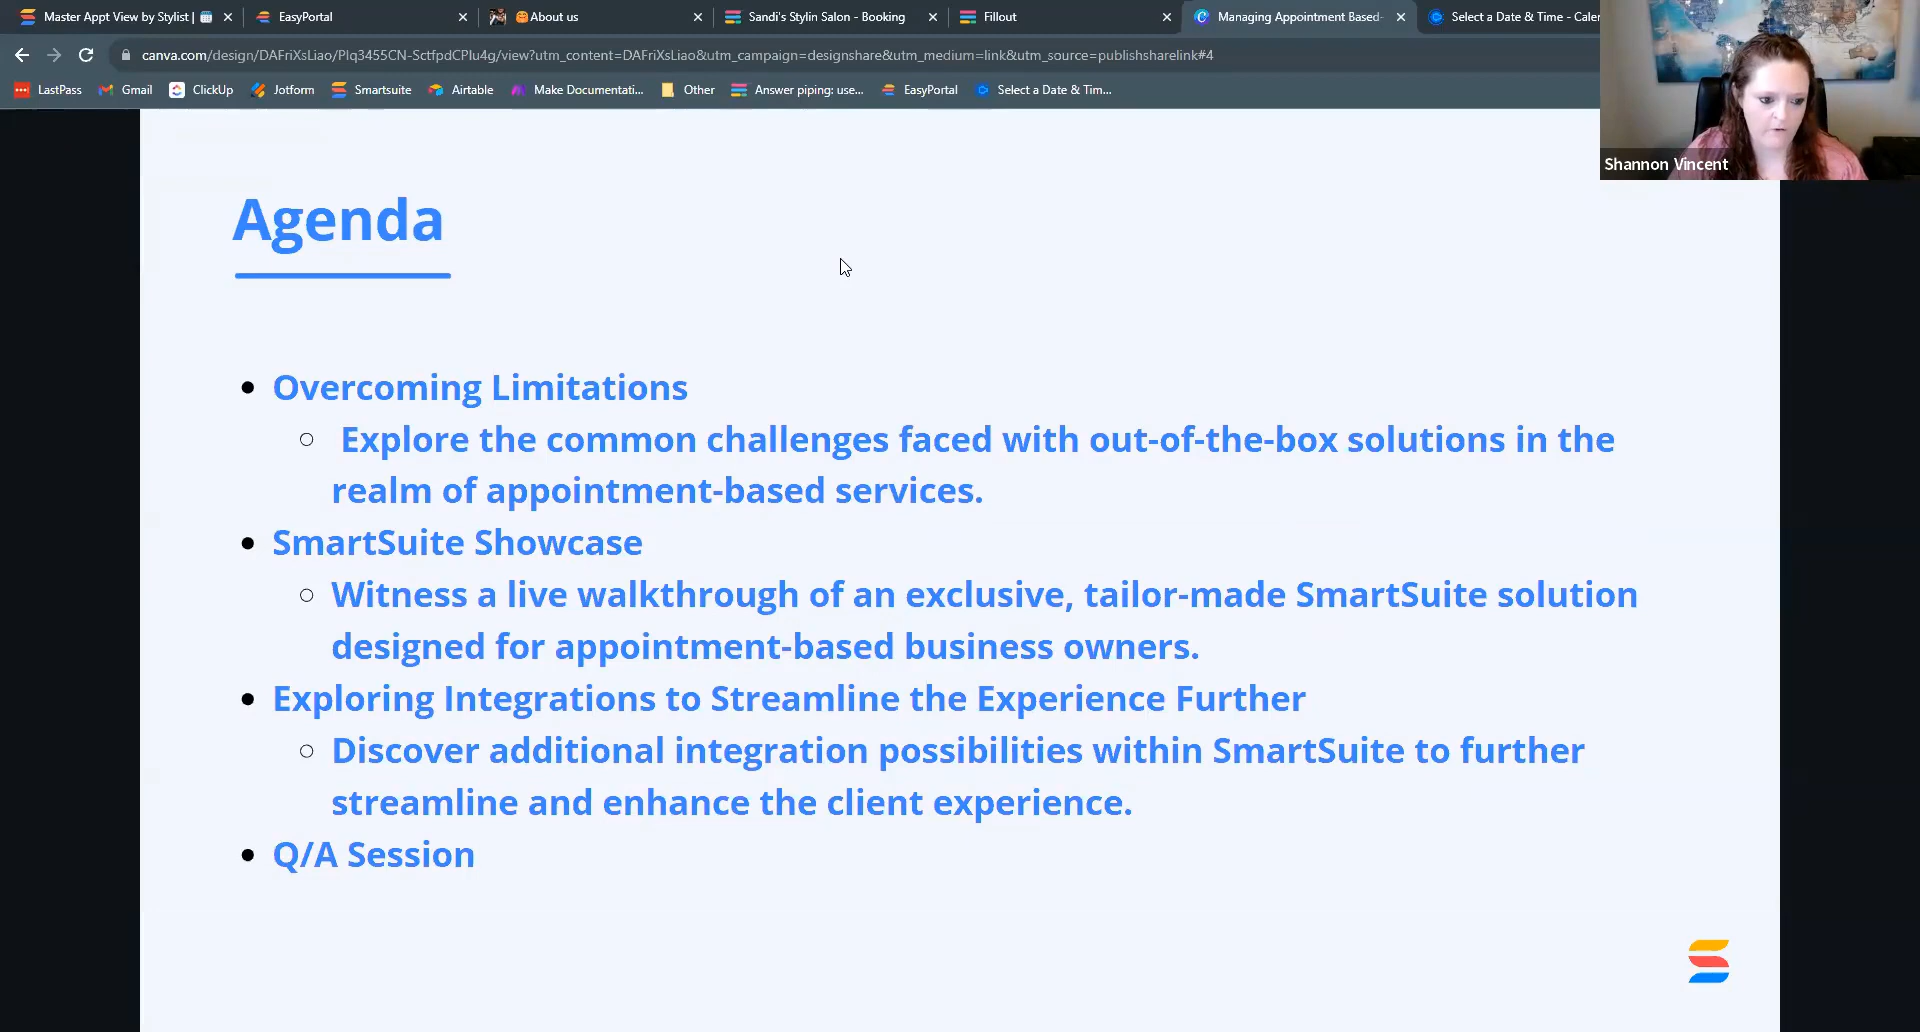 Master Appt View by Stylist |
EasyPortal
About us
Sandi's Stylin Salon - Booking
Fillout
Managing Appointment Based-
Select a Date & Time - Cale
canva.com/design/DAFriXsLiao/PIq3455CN-SctfpdCPIu4g/view?utm_content=DAFriXsLiao&utm_campaign=designshare&utm_medium=link&utm_source=publishsharelink#4
LastPass
Gmail
ClickUp
Jotform
Smartsuite
Airtable
Make Documentati...
Other
Answer piping: use...
EasyPortal
Select a Date & Tim...
Shannon Vincent
Agenda
Overcoming Limitations
Explore the common challenges faced with out-of-the-box solutions in the
realm of appointment-based services.
SmartSuite Showcase
Witness a live walkthrough of an exclusive, tailor-made SmartSuite solution
designed for appointment-based business owners.
Exploring Integrations to Streamline the Experience Further
Discover additional integration possibilities within SmartSuite to further
streamline and enhance the client experience.
Q/A Session